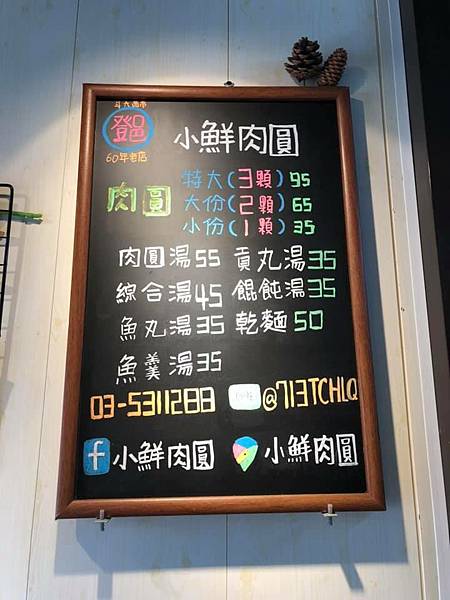 鄧
60年老店
小鮮肉圓
肉圓
特大(3顆)95
大份(2顆)65
小份(1顆)35
肉圓湯55 貢丸湯35
綜合湯45 餛飩湯35
魚丸湯35 乾麵50
魚羹湯35
03-5311288 @713TCHLQ
f 小鮮肉圓 小鮮肉圓